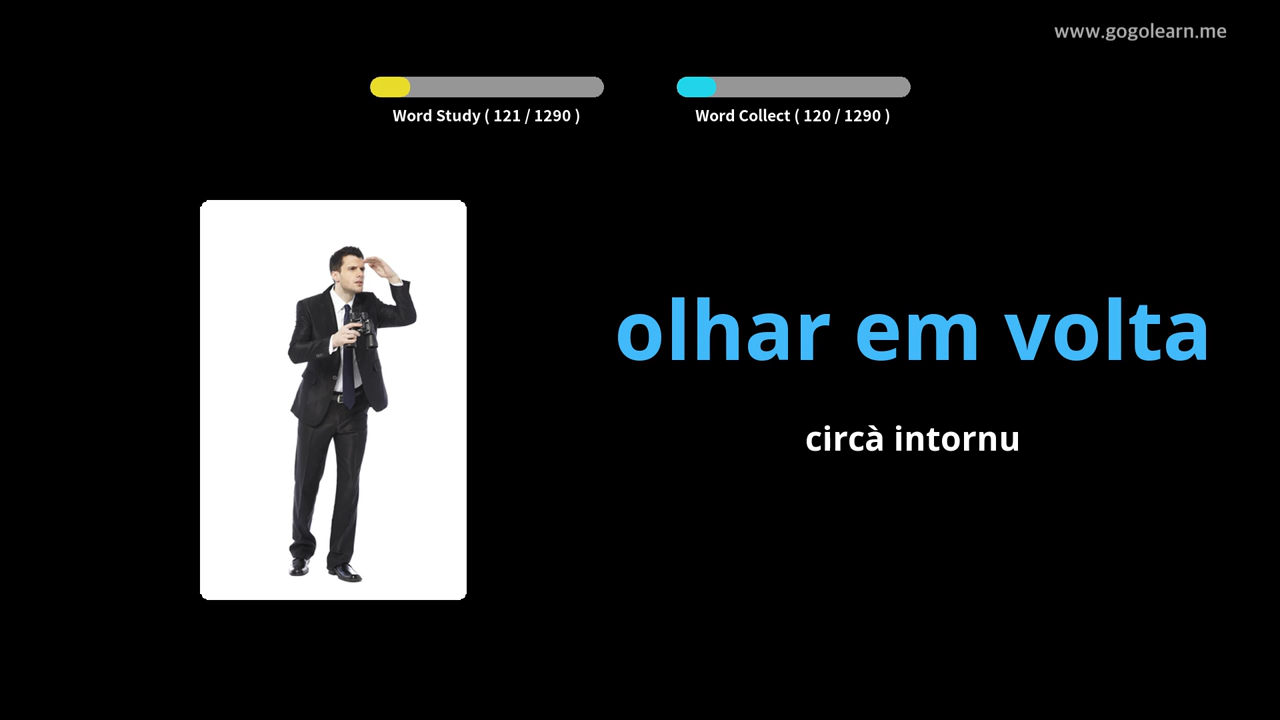 www.gogolearn.me
Word Study ( 121 / 1290 )
Word Collect ( 120 / 1290 )
olhar em volta
circà intornu